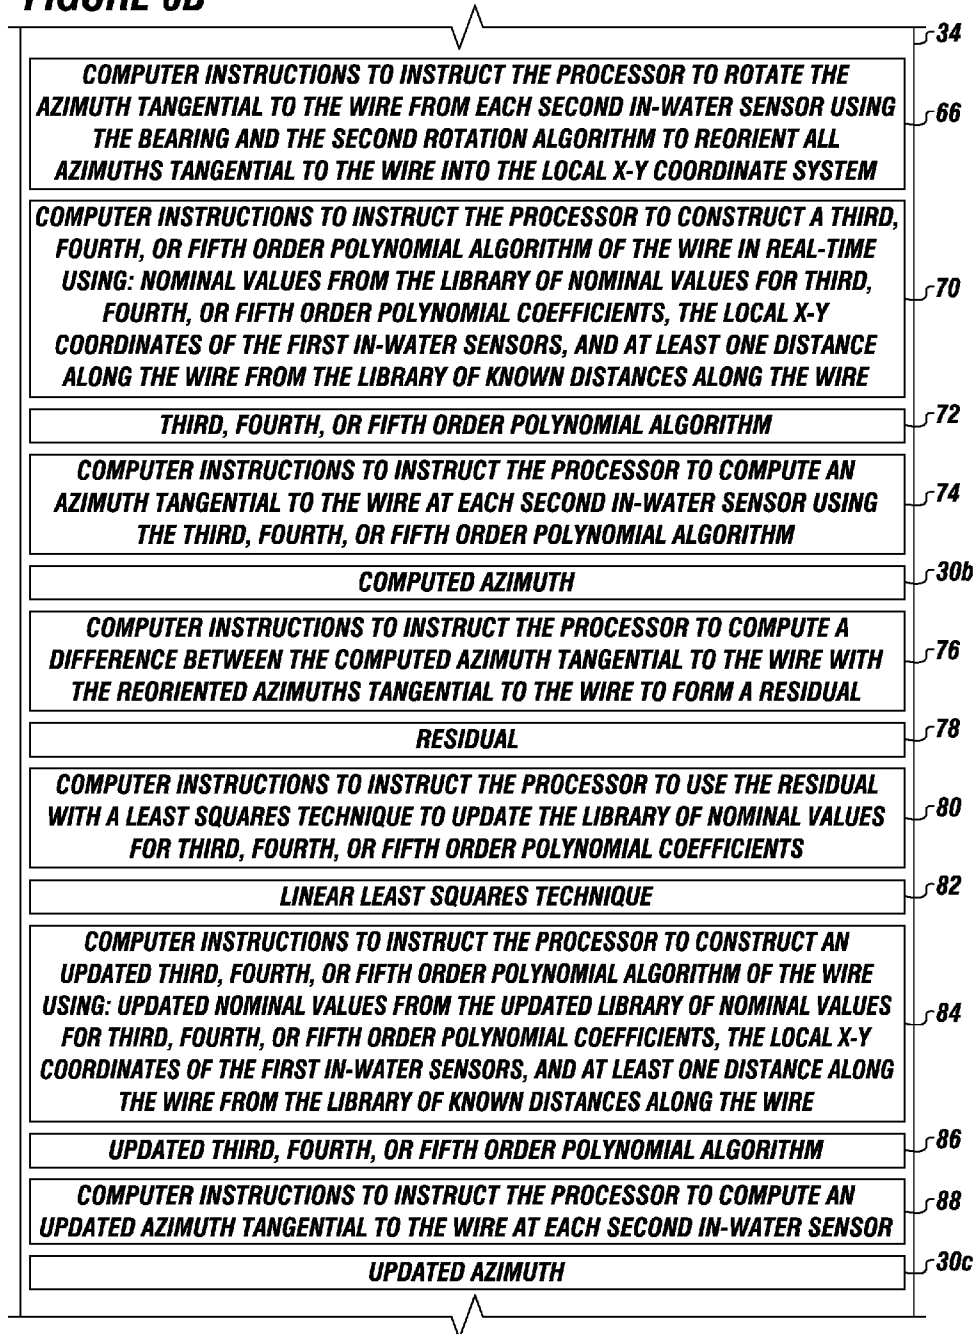 34
COMPUTER INSTRUCTIONS TO INSTRUCT THE PROCESSOR TO ROTATE THE
AZIMUTH TANGENTIAL TO THE WIRE FROM EACH SECOND IN-WATER SENSOR USING
THE BEARING AND THE SECOND ROTATION ALGORITHM TO REORIENT ALL
AZIMUTHS TANGENTIAL TO THE WIRE INTO THE LOCAL X-Y COORDINATE SYSTEM
66
COMPUTER INSTRUCTIONS TO INSTRUCT THE PROCESSOR TO CONSTRUCT A THIRD,
FOURTH, OR FIFTH ORDER POLYNOMIAL ALGORITHM OF THE WIRE IN REAL-TIME
USING: NOMINAL VALUES FROM THE LIBRARY OF NOMINAL VALUES FOR THIRD,
FOURTH, OR FIFTH ORDER POLYNOMIAL COEFFICIENTS, THE LOCAL X-Y
COORDINATES OF THE FIRST IN-WATER SENSORS, AND AT LEAST ONE DISTANCE
ALONG THE WIRE FROM THE LIBRARY OF KNOWN DISTANCES ALONG THE WIRE
70
THIRD, FOURTH, OR FIFTH ORDER POLYNOMIAL ALGORITHM
72
COMPUTER INSTRUCTIONS TO INSTRUCT THE PROCESSOR TO COMPUTE AN
AZIMUTH TANGENTIAL TO THE WIRE AT EACH SECOND IN-WATER SENSOR USING
THE THIRD, FOURTH, OR FIFTH ORDER POLYNOMIAL ALGORITHM
74
COMPUTED AZIMUTH
30b
COMPUTER INSTRUCTIONS TO INSTRUCT THE PROCESSOR TO COMPUTE A
DIFFERENCE BETWEEN THE COMPUTED AZIMUTH TANGENTIAL TO THE WIRE WITH
THE REORIENTED AZIMUTHS TANGENTIAL TO THE WIRE TO FORM A RESIDUAL
76
RESIDUAL
78
COMPUTER INSTRUCTIONS TO INSTRUCT THE PROCESSOR TO USE THE RESIDUAL
WITH A LEAST SQUARES TECHNIQUE TO UPDATE THE LIBRARY OF NOMINAL VALUES
FOR THIRD, FOURTH, OR FIFTH ORDER POLYNOMIAL COEFFICIENTS
80
LINEAR LEAST SQUARES TECHNIQUE
82
COMPUTER INSTRUCTIONS TO INSTRUCT THE PROCESSOR TO CONSTRUCT AN
UPDATED THIRD, FOURTH, OR FIFTH ORDER POLYNOMIAL ALGORITHM OF THE WIRE
USING: UPDATED NOMINAL VALUES FROM THE UPDATED LIBRARY OF NOMINAL VALUES
FOR THIRD, FOURTH, OR FIFTH ORDER POLYNOMIAL COEFFICIENTS, THE LOCAL X-Y
COORDINATES OF THE FIRST IN-WATER SENSORS, AND AT LEAST ONE DISTANCE ALONG
THE WIRE FROM THE LIBRARY OF KNOWN DISTANCES ALONG THE WIRE
84
UPDATED THIRD, FOURTH, OR FIFTH ORDER POLYNOMIAL ALGORITHM
86
COMPUTER INSTRUCTIONS TO INSTRUCT THE PROCESSOR TO COMPUTE AN
UPDATED AZIMUTH TANGENTIAL TO THE WIRE AT EACH SECOND IN-WATER SENSOR
88
UPDATED AZIMUTH
30c